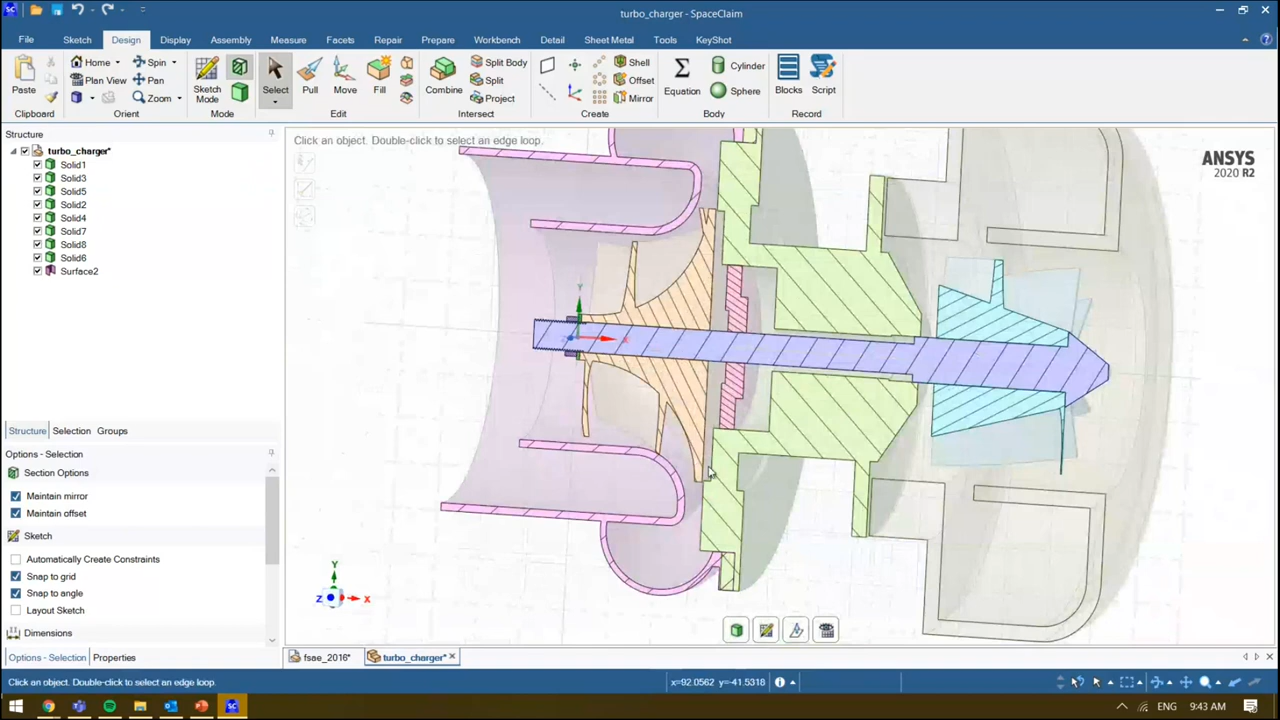 turbo_charger - SpaceClaim
File Sketch Design Display Assembly Measure Facets Repair Prepare Workbench Detail Sheet Metal Tools KeyShot
Home Spin Shell Cylinder
Split Body
Plan View Pan Split Offset Sphere
Paste Sketch Mode Select Pull Move Fill Combine Equation Blocks Script
Zoom Project Mirror
Clipboard Orient Mode Edit Intersect Create Body Record
Structure
Click an object. Double-click to select an edge loop.
turbo_charger*
Solid1
Solid3
Solid5
Solid2
Solid4
Solid7
Solid8
Solid6
Surface2
ANSYS
2020 R2
Y
X
Structure Selection Groups
Options - Selection
Section Options
Maintain mirror
Maintain offset
Sketch
Automatically Create Constraints
Snap to grid
Snap to angle
Layout Sketch
Dimensions
Y
Z X
Options - Selection Properties
fsae_2016* turbo_charger*
Click an object. Double-click to select an edge loop. x=92.0562 y=-41.5318
ENG 9:43 AM